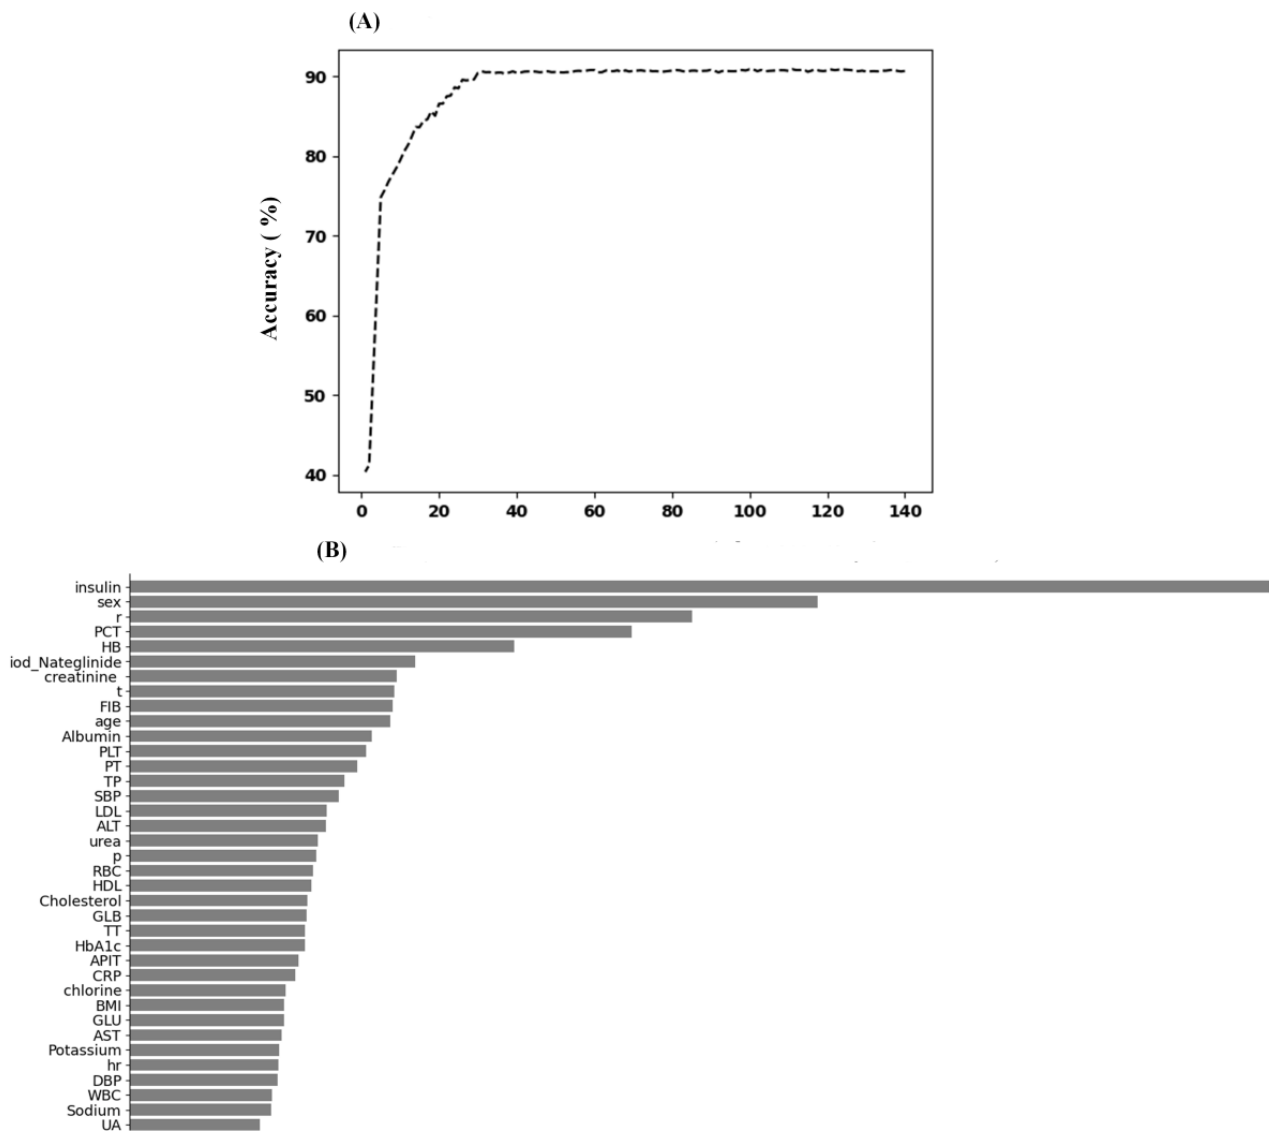 (A)
Accuracy ( %)
90
80
70
60
50
40
0 20 40 60 80 100 120 140
(B)
insulin
sex
r
PCT
HB
iod_Nateglinide
creatinine
t
FIB
age
Albumin
PLT
PT
TP
SBP
LDL
ALT
urea
p
RBC
HDL
Cholesterol
GLB
TT
HbA1c
APIT
CRP
chlorine
BMI
GLU
AST
Potassium
hr
DBP
WBC
Sodium
UA